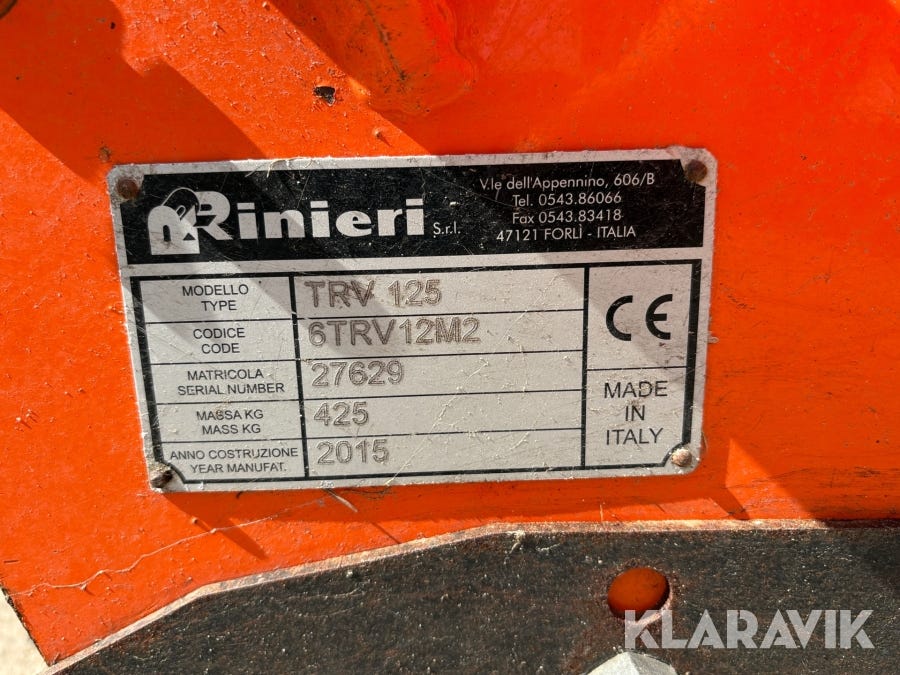 Rinieri S.r.l.
V.le dell'Appennino, 606/B
Tel. 0543.86066
Fax 0543.83418
47121 FORLÌ - ITALIA
MODELLO
TYPE
TRV 125
CODICE
CODE
6TRV12M2
MATRICOLA
SERIAL NUMBER
27629
MASSA KG
MASS KG
425
ANNO COSTRUZIONE
YEAR MANUFAT.
2015
CE
MADE
IN
ITALY
KLARAVIK